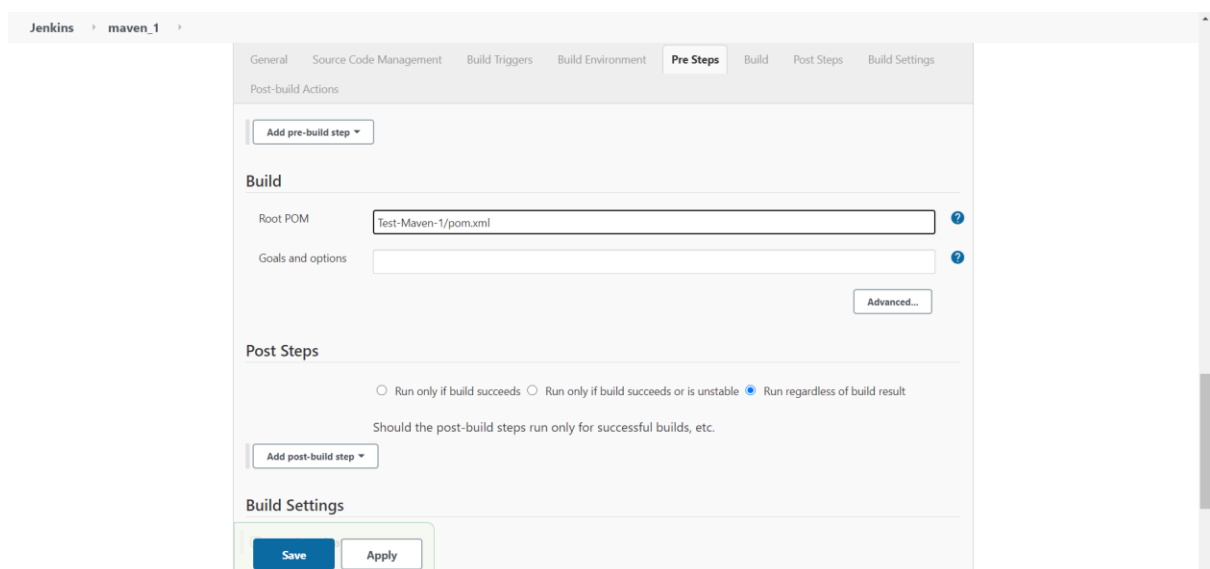 Jenkins maven_1
General Source Code Management Build Triggers Build Environment Pre Steps Build Post Steps Build Settings
Post-build Actions
Add pre-build step
Build
Root POM Test-Maven-1/pom.xml ?
Goals and options ?
Advanced...
Post Steps
Run only if build succeeds Run only if build succeeds or is unstable Run regardless of build result
Should the post-build steps run only for successful builds, etc.
Add post-build step
Build Settings
Save Apply